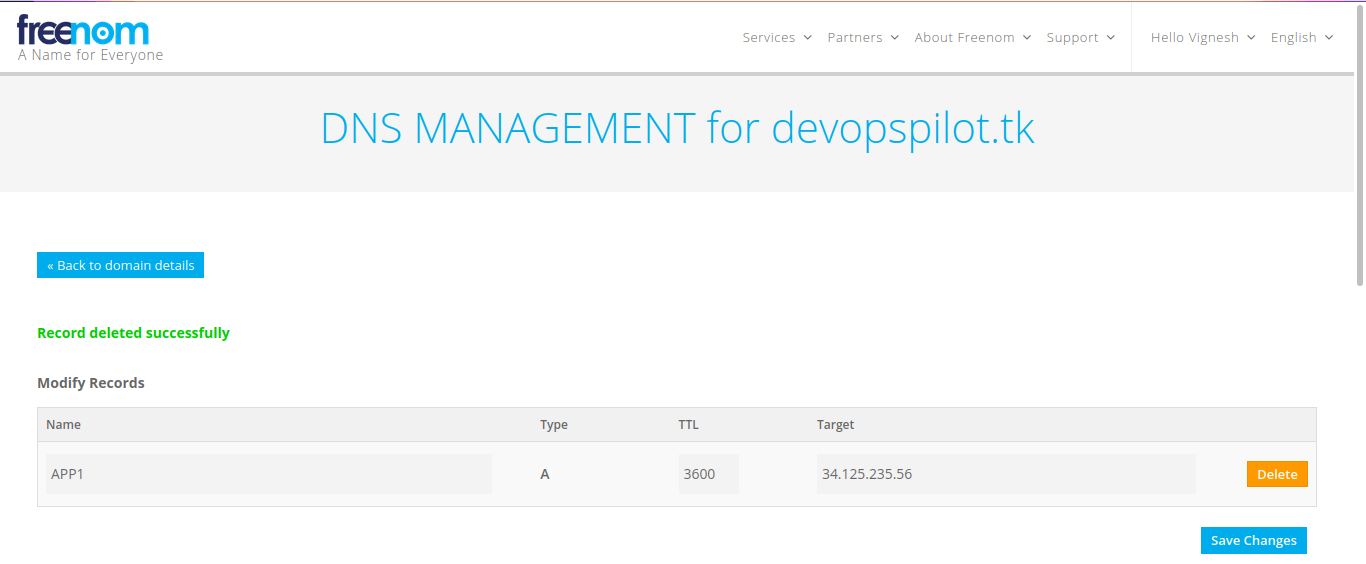 freenom
A Name for Everyone
Services Partners About Freenom Support Hello Vignesh English
DNS MANAGEMENT for devopspilot.tk
« Back to domain details
Record deleted successfully
Modify Records
Name Type TTL Target
APP1 A 3600 34.125.235.56 Delete
Save Changes